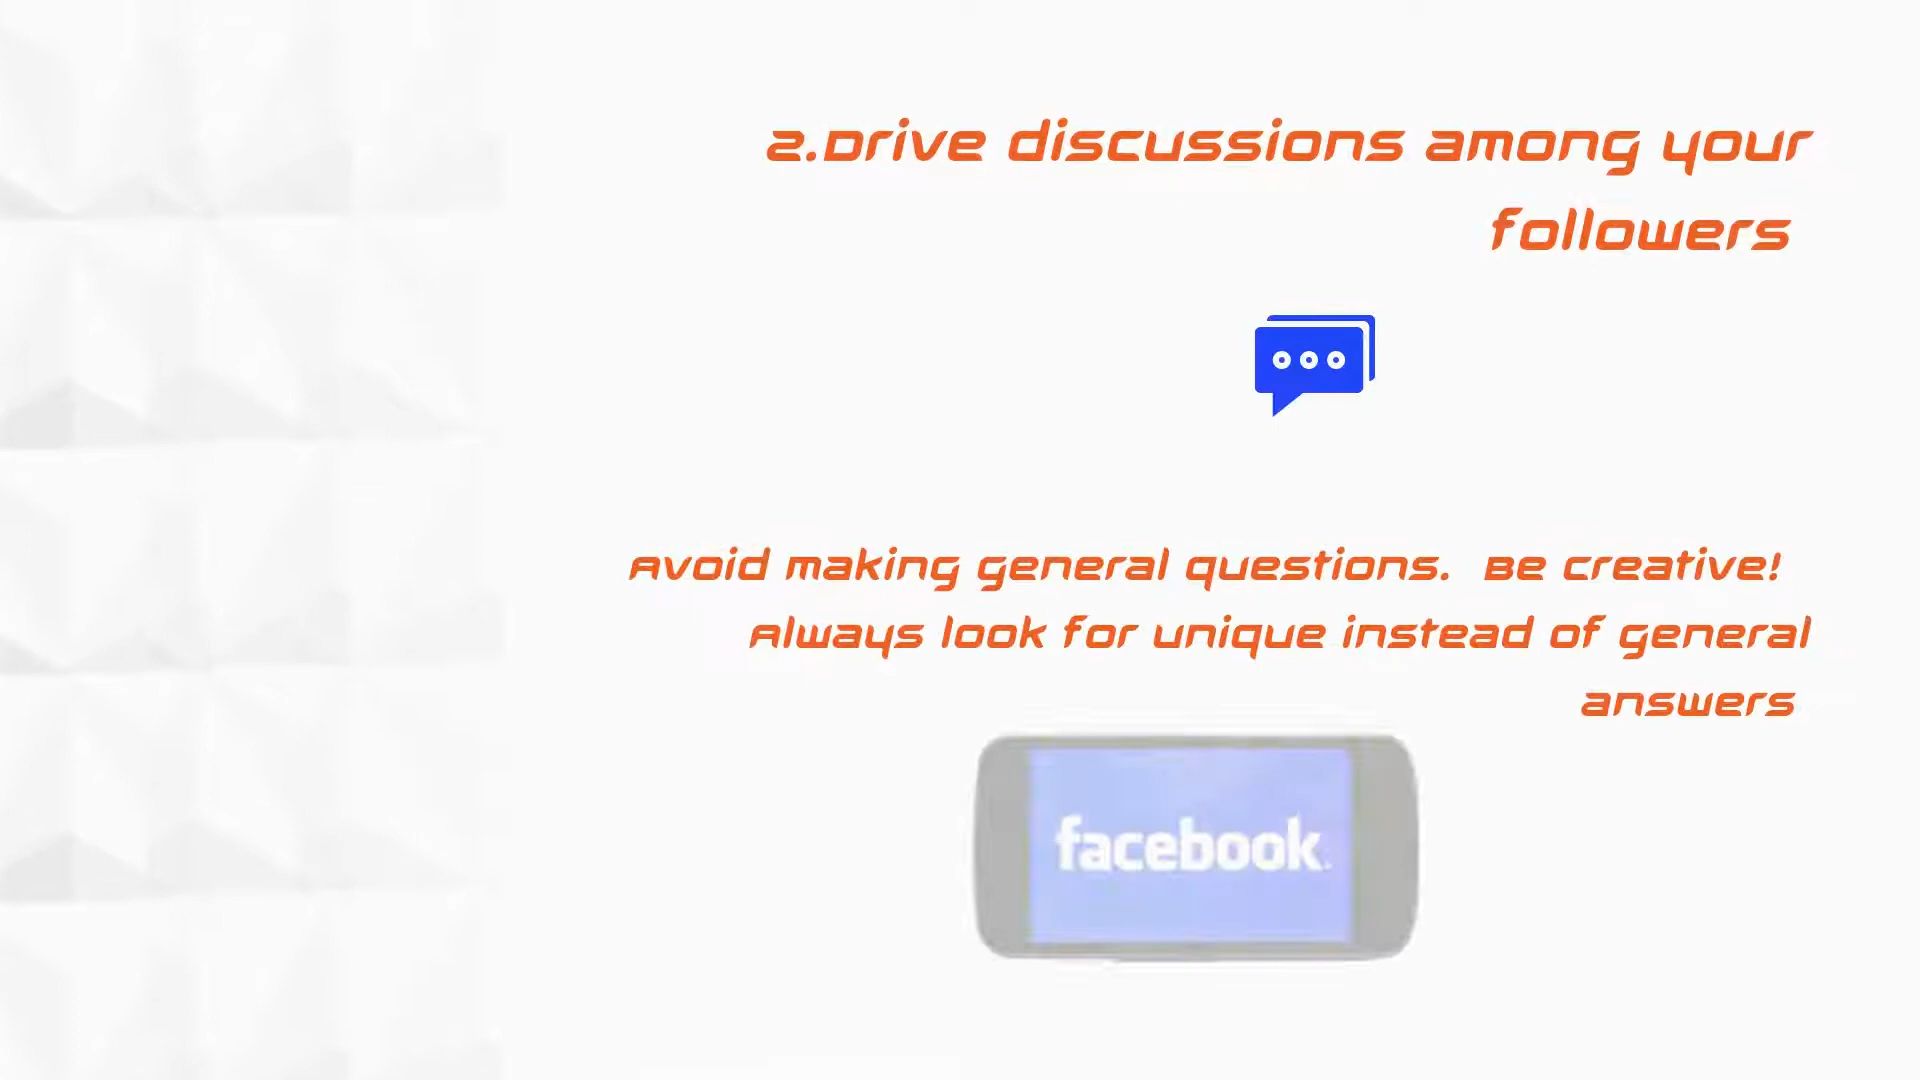 2.Drive discussions among your
followers
Avoid making general questions.  Be creative!
Always look for unique instead of general
answers
facebook.